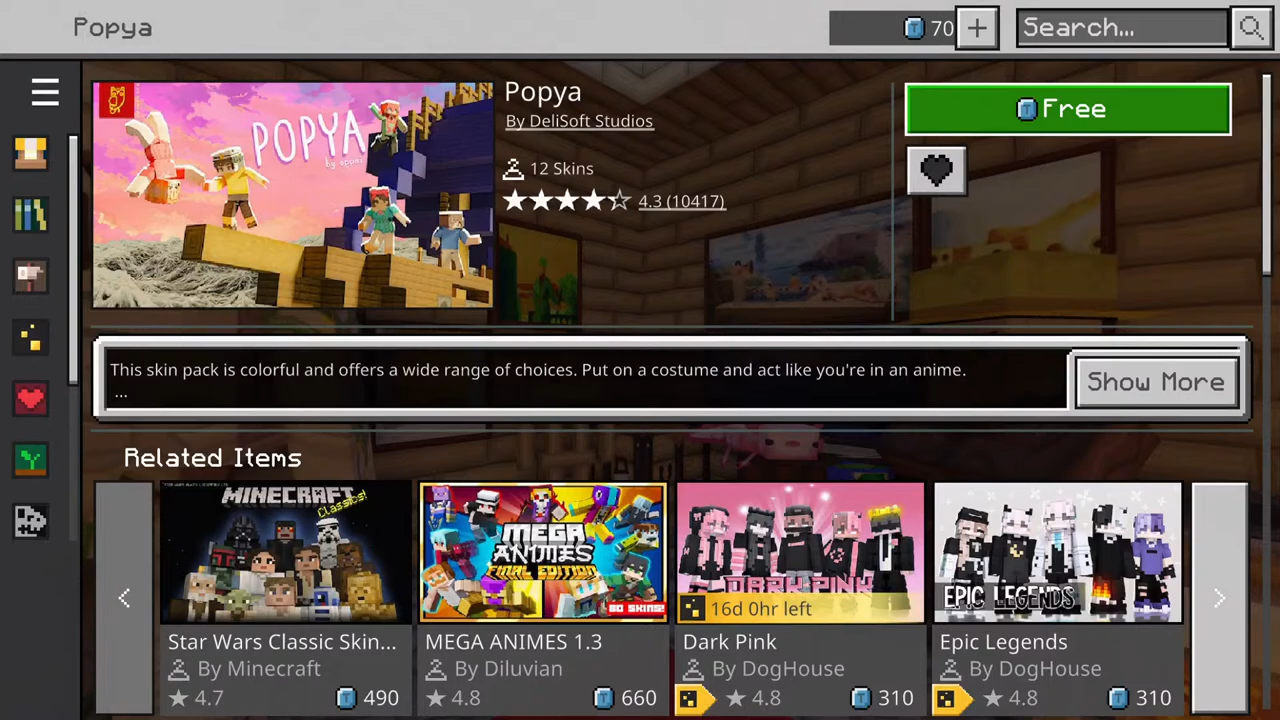 Popya
70
Search...
POPYA
Popya
By DeliSoft Studios
12 Skins
4.3 (10417)
Free
This skin pack is colorful and offers a wide range of choices. Put on a costume and act like you're in an anime.
...
Show More
Related Items
MINECRAFT
Classics!
MEGA
ANIMES
FINAL EDITION
80 SKINS!
DARK PINK
16d 0hr left
EPIC LEGENDS
Star Wars Classic Skin...
By Minecraft
4.7
490
MEGA ANIMES 1.3
By Diluvian
4.8
660
Dark Pink
By DogHouse
4.8
310
Epic Legends
By DogHouse
4.8
310